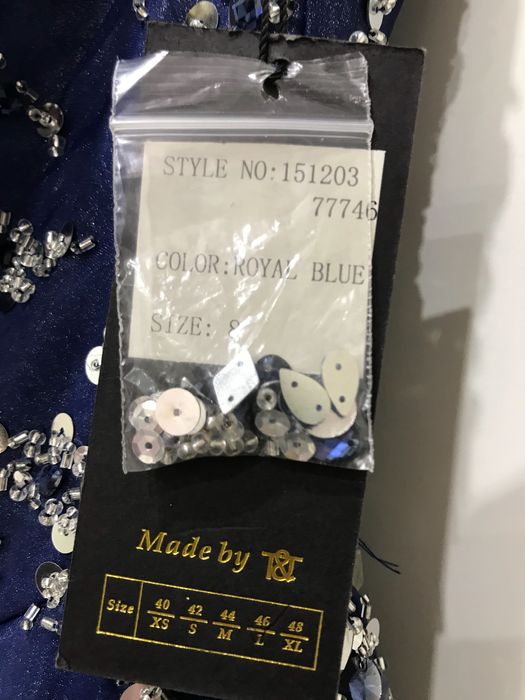 STYLE NO:151203
77746
COLOR:ROYAL BLUE
SIZE: 8
Made by T&T
Size 40 42 44 46 48
XS S M L XL